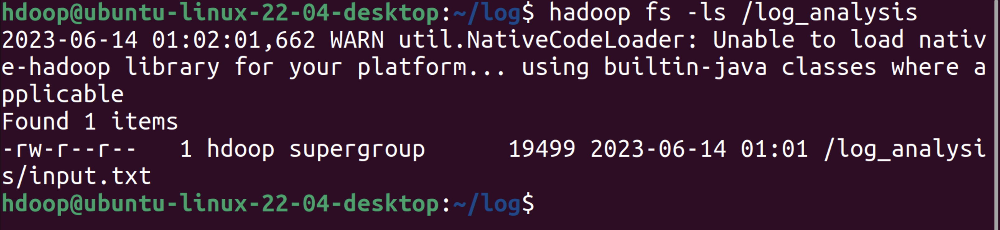 hdoop@ubuntu-linux-22-04-desktop:~/log$ hadoop fs -ls /log_analysis
2023-06-14 01:02:01,662 WARN util.NativeCodeLoader: Unable to load nativ
e-hadoop library for your platform... using builtin-java classes where a
pplicable
Found 1 items
-rw-r--r--   1 hdoop supergroup      19499 2023-06-14 01:01 /log_analysi
s/input.txt
hdoop@ubuntu-linux-22-04-desktop:~/log$